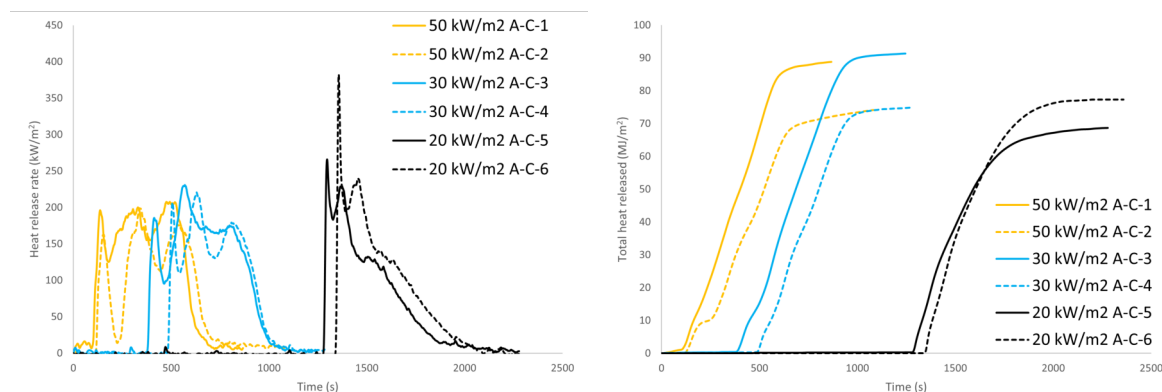 450
400
350
300
250
200
150
100
50
0
Heat release rate (kW/m²)
0 500 1000 1500 2000 2500
Time (s)
50 kW/m2 A-C-1
50 kW/m2 A-C-2
30 kW/m2 A-C-3
30 kW/m2 A-C-4
20 kW/m2 A-C-5
20 kW/m2 A-C-6
100
90
80
70
60
50
40
30
20
10
0
Total heat released (MJ/m²)
0 500 1000 1500 2000 2500
Time (s)
50 kW/m2 A-C-1
50 kW/m2 A-C-2
30 kW/m2 A-C-3
30 kW/m2 A-C-4
20 kW/m2 A-C-5
20 kW/m2 A-C-6